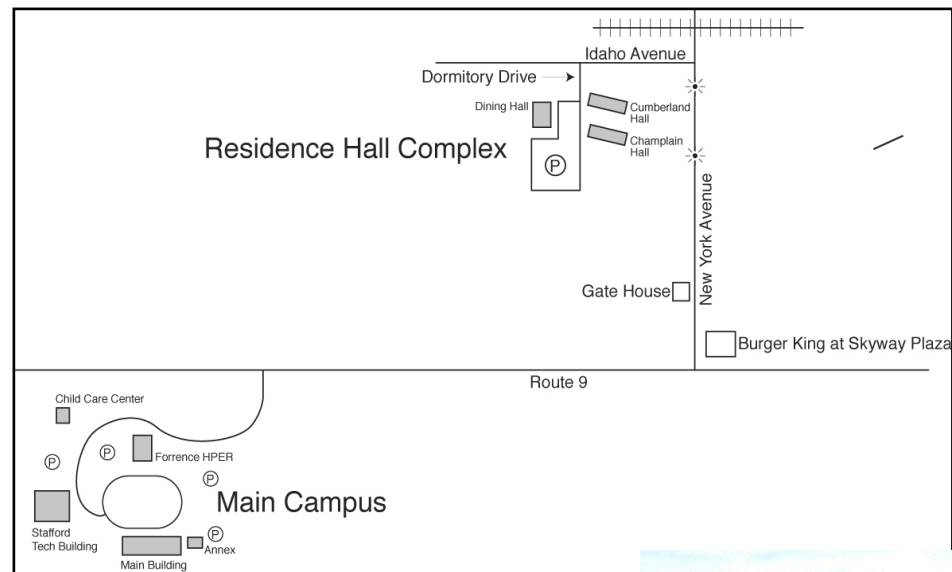 Idaho Avenue
Dormitory Drive
Dining Hall
Cumberland
Hall
Champlain
Hall
Residence Hall Complex
P
New York Avenue
Gate House
Burger King at Skyway Plaza
Route 9
Child Care Center
P
P
Forrence HPER
P
Main Campus
Stafford
Tech Building
P
Annex
Main Building